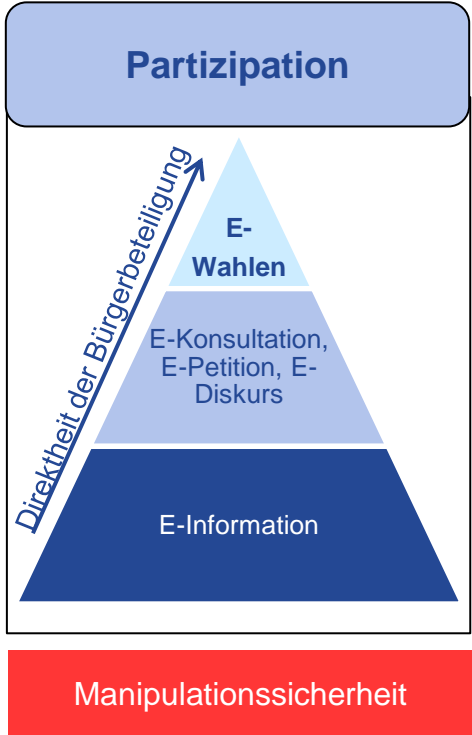 Partizipation
Direktheit der Bürgerbeteiligung
E-
Wahlen
E-Konsultation,
E-Petition, E-
Diskurs
E-Information
Manipulationssicherheit